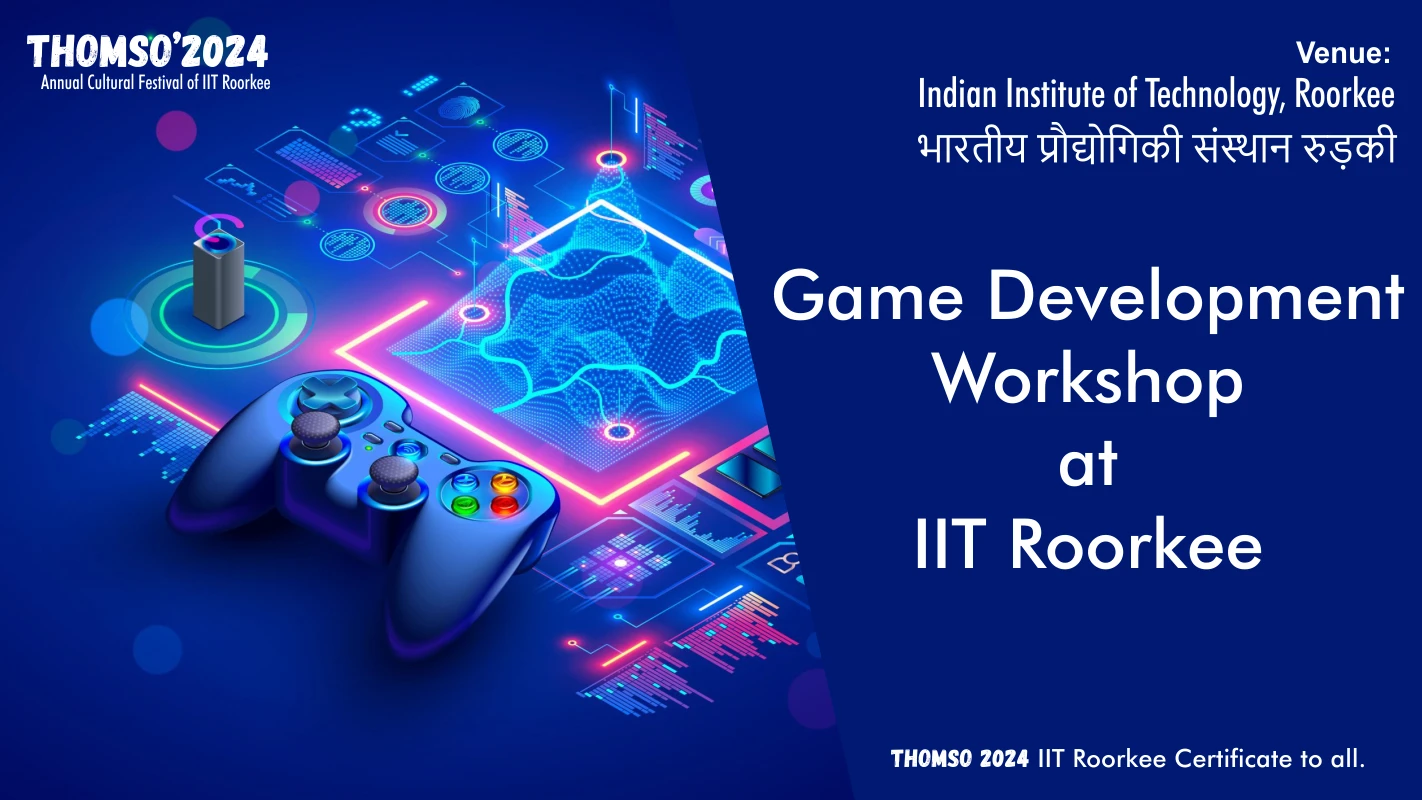 THOMSO'2024
Annual Cultural Festival of IIT Roorkee
Venue:
Indian Institute of Technology, Roorkee
भारतीय प्रौद्योगिकी संस्थान रुड़की
Game Development
Workshop
at
IIT Roorkee
THOMSO 2024 IIT Roorkee Certificate to all.